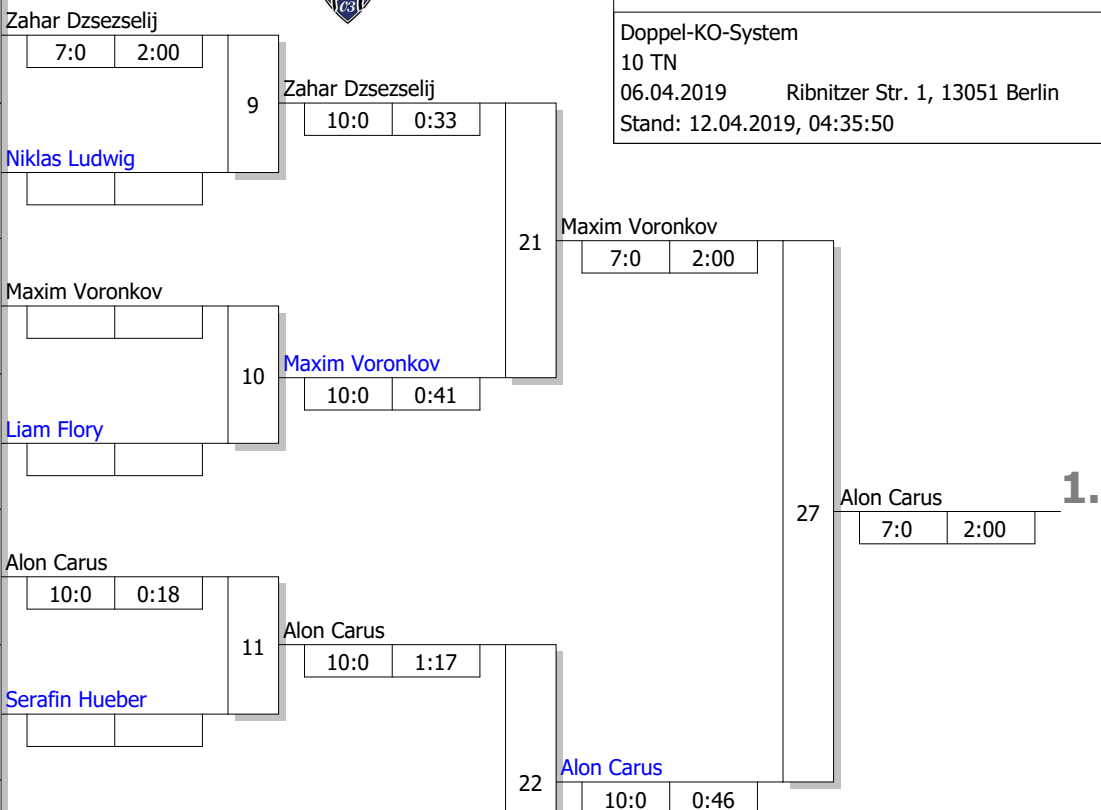 C3
Doppel-KO-System
10 TN
06.04.2019 Ribnitzer Str. 1, 13051 Berlin
Stand: 12.04.2019, 04:35:50
Zahar Dzsezselij
7:0 2:00
9
Niklas Ludwig
Zahar Dzsezselij
10:0 0:33
Maxim Voronkov
10
Liam Flory
Maxim Voronkov
10:0 0:41
21
Maxim Voronkov
7:0 2:00
Alon Carus
10:0 0:18
11
Serafin Hueber
Alon Carus
10:0 1:17
22
Alon Carus
10:0 0:46
27
Alon Carus
7:0 2:00
1.